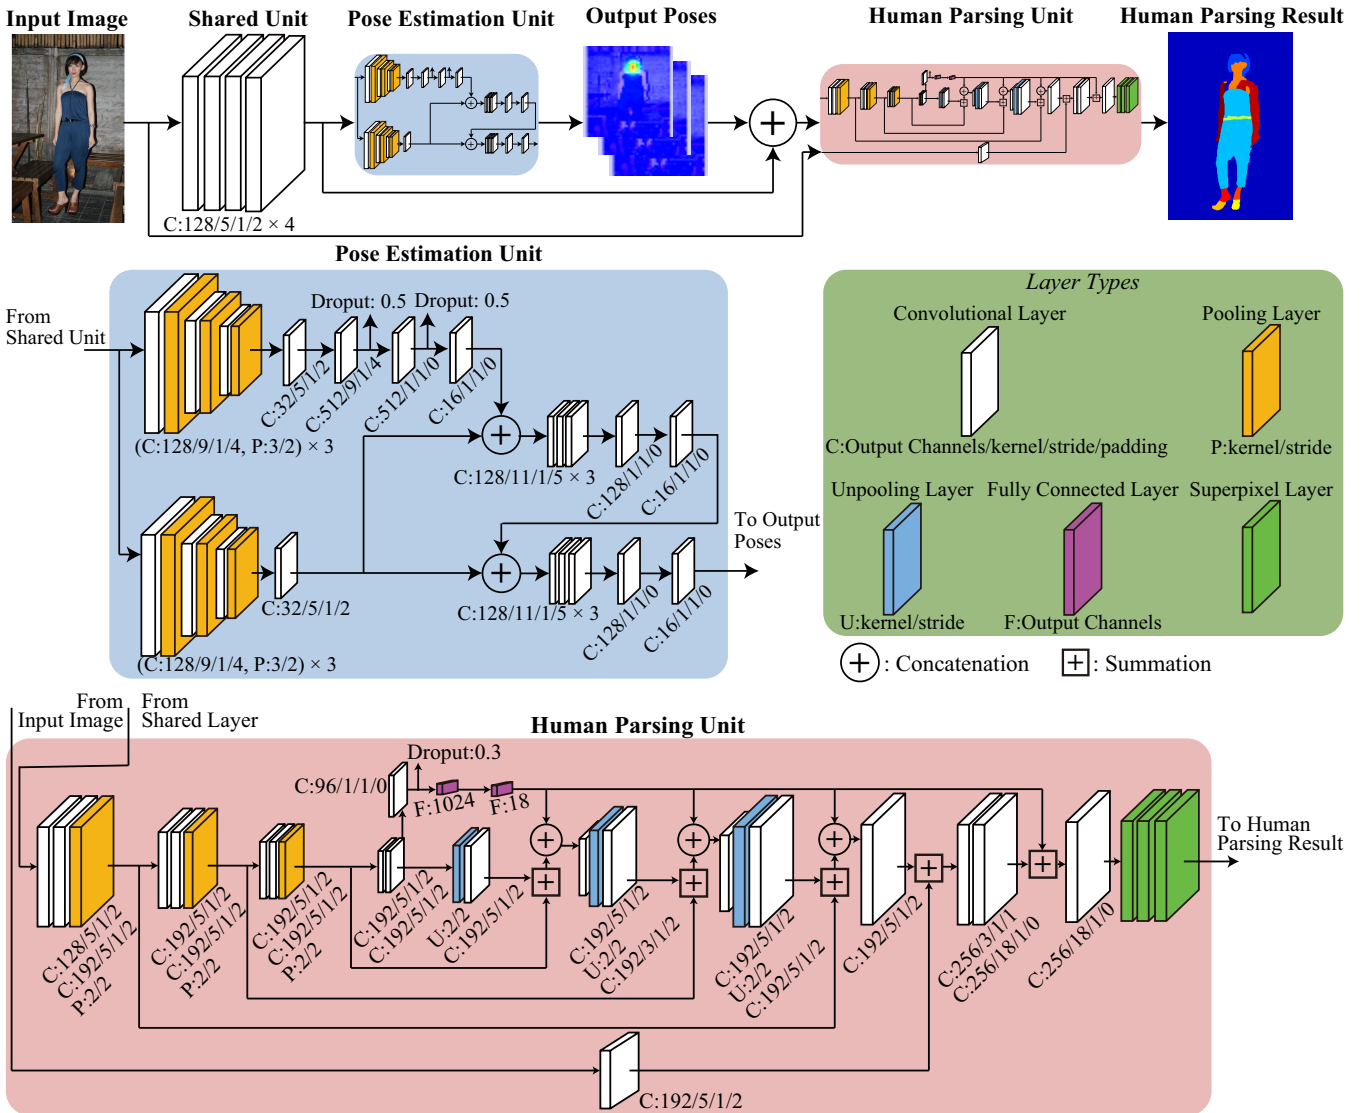 Input Image
Shared Unit
Pose Estimation Unit
Output Poses
Human Parsing Unit
Human Parsing Result
C:128/5/1/2 × 4
Pose Estimation Unit
From
Shared Unit
Droput: 0.5
Droput: 0.5
C:32/5/1/2
C:512/9/1/4
C:512/1/1/0
C:16/1/1/0
(C:128/9/1/4, P:3/2) × 3
C:128/11/1/5 × 3
C:128/1/1/0
C:16/1/1/0
C:32/5/1/2
(C:128/9/1/4, P:3/2) × 3
C:128/11/1/5 × 3
C:128/1/1/0
C:16/1/1/0
To Output
Poses
Layer Types
Convolutional Layer
Pooling Layer
C:Output Channels/kernel/stride/padding
P:kernel/stride
Unpooling Layer
Fully Connected Layer
Superpixel Layer
U:kernel/stride
F:Output Channels
: Concatenation
: Summation
From
Input Image
From
Shared Layer
Human Parsing Unit
Droput:0.3
C:96/1/1/0
F:1024
F:18
C:128/5/1/2
C:192/5/1/2
P:2/2
C:192/5/1/2
C:192/5/1/2
P:2/2
C:192/5/1/2
C:192/5/1/2
P:2/2
C:192/5/1/2
C:192/5/1/2
U:2/2
C:192/5/1/2
C:192/5/1/2
U:2/2
C:192/3/1/2
C:192/5/1/2
U:2/2
C:192/5/1/2
C:192/5/1/2
C:256/3/1/1
C:256/18/1/0
C:256/18/1/0
To Human
Parsing Result
C:192/5/1/2